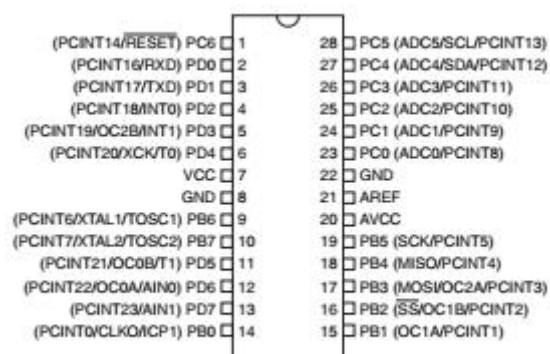 (PCINT14/RESET) PC6 1 28 PC5 (ADC5/SCL/PCINT13)
(PCINT16/RXD) PD0 2 27 PC4 (ADC4/SDA/PCINT12)
(PCINT17/TXD) PD1 3 26 PC3 (ADC3/PCINT11)
(PCINT18/INT0) PD2 4 25 PC2 (ADC2/PCINT10)
(PCINT19/OC2B/INT1) PD3 5 24 PC1 (ADC1/PCINT9)
(PCINT20/XCK/T0) PD4 6 23 PC0 (ADC0/PCINT8)
VCC 7 22 GND
GND 8 21 AREF
(PCINT6/XTAL1/TOSC1) PB6 9 20 AVCC
(PCINT7/XTAL2/TOSC2) PB7 10 19 PB5 (SCK/PCINT5)
(PCINT21/OC0B/T1) PD5 11 18 PB4 (MISO/PCINT4)
(PCINT22/OC0A/AIN0) PD6 12 17 PB3 (MOSI/OC2A/PCINT3)
(PCINT23/AIN1) PD7 13 16 PB2 (SS/OC1B/PCINT2)
(PCINT0/CLKO/ICP1) PB0 14 15 PB1 (OC1A/PCINT1)